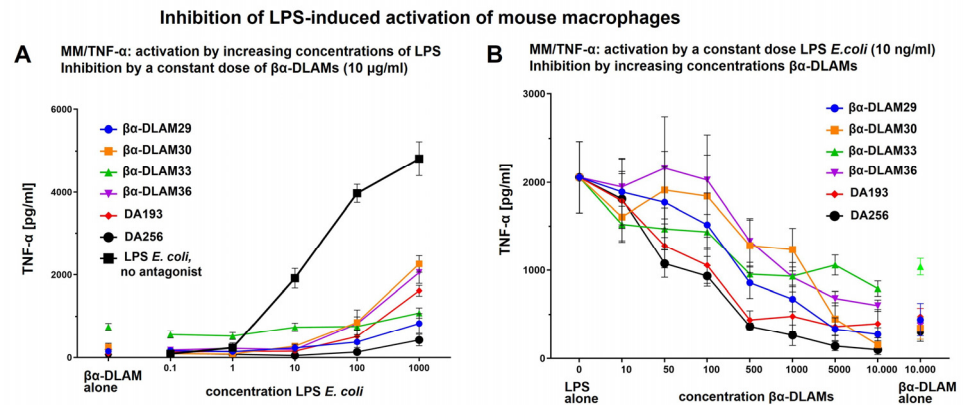 Inhibition of LPS-induced activation of mouse macrophages
A
MM/TNF-α: activation by increasing concentrations of LPS
Inhibition by a constant dose of βα-DLAMs (10 µg/ml)
TNF-α [pg/ml]
6000
4000
2000
0
βα-DLAM29
βα-DLAM30
βα-DLAM33
βα-DLAM36
DA193
DA256
LPS E. coli,
no antagonist
βα-DLAM
alone
0.1 1 10 100 1000
concentration LPS E. coli
B
MM/TNF-α: activation by a constant dose LPS E.coli (10 ng/ml)
Inhibition by increasing concentrations βα-DLAMs
TNF-α [pg/ml]
3000
2000
1000
0
βα-DLAM29
βα-DLAM30
βα-DLAM33
βα-DLAM36
DA193
DA256
0 10 50 100 500 1000 5000 10.000 10.000
LPS
alone
concentration βα-DLAMs
βα-DLAM
alone